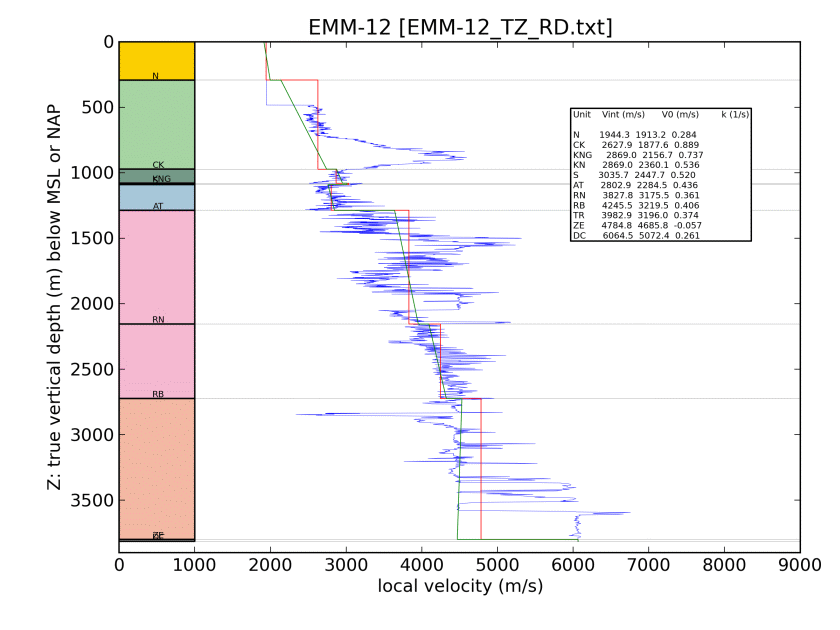 EMM-12 [EMM-12_TZ_RD.txt]
0
500
1000
1500
2000
2500
3000
3500
Z: true vertical depth (m) below MSL or NAP
N
CK
KNG
AT
RN
RB
ZE
Unit Vint (m/s) V0 (m/s) k (1/s)
N 1944.3 1913.2 0.284
CK 2627.9 1877.6 0.889
KNG 2869.0 2156.7 0.737
KN 2869.0 2360.1 0.536
S 3035.7 2447.7 0.520
AT 2802.9 2284.5 0.436
RN 3827.8 3175.5 0.361
RB 4245.5 3219.5 0.406
TR 3982.9 3196.0 0.374
ZE 4784.8 4685.8 -0.057
DC 6064.5 5072.4 0.261
0 1000 2000 3000 4000 5000 6000 7000 8000 9000
local velocity (m/s)